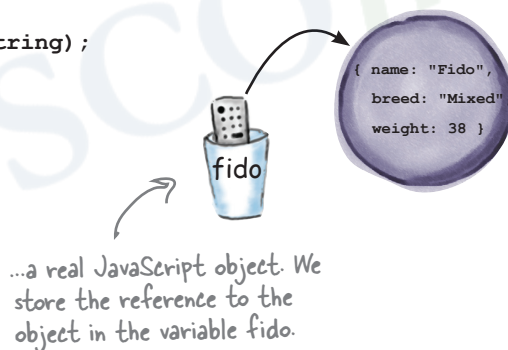 tring);
{ name: "Fido",
breed: "Mixed"
weight: 38 }
fido
...a real JavaScript object. We
store the reference to the
object in the variable fido.